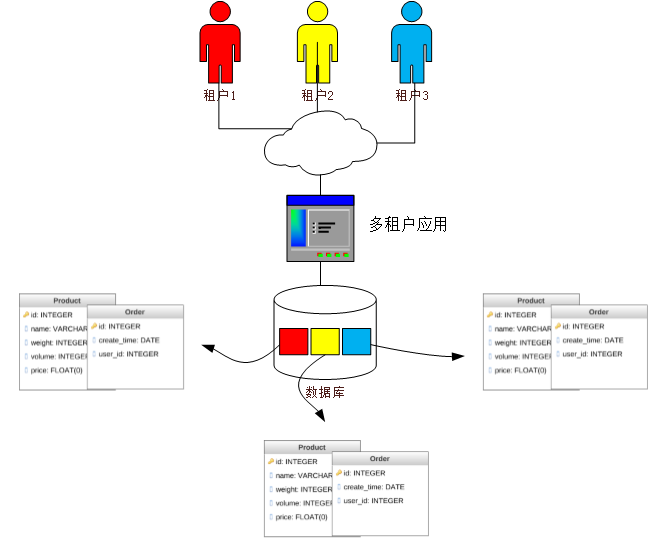 租户1
租户2
租户3
多租户应用
数据库
Product
id: INTEGER
name: VARCHAR
weight: INTEGER
volume: INTEGER
price: FLOAT(0)
Order
id: INTEGER
create_time: DATE
user_id: INTEGER
Product
id: INTEGER
name: VARCHAR
weight: INTEGER
volume: INTEGER
price: FLOAT(0)
Order
id: INTEGER
create_time: DATE
user_id: INTEGER
Product
id: INTEGER
name: VARCHAR
weight: INTEGER
volume: INTEGER
price: FLOAT(0)
Order
id: INTEGER
create_time: DATE
user_id: INTEGER